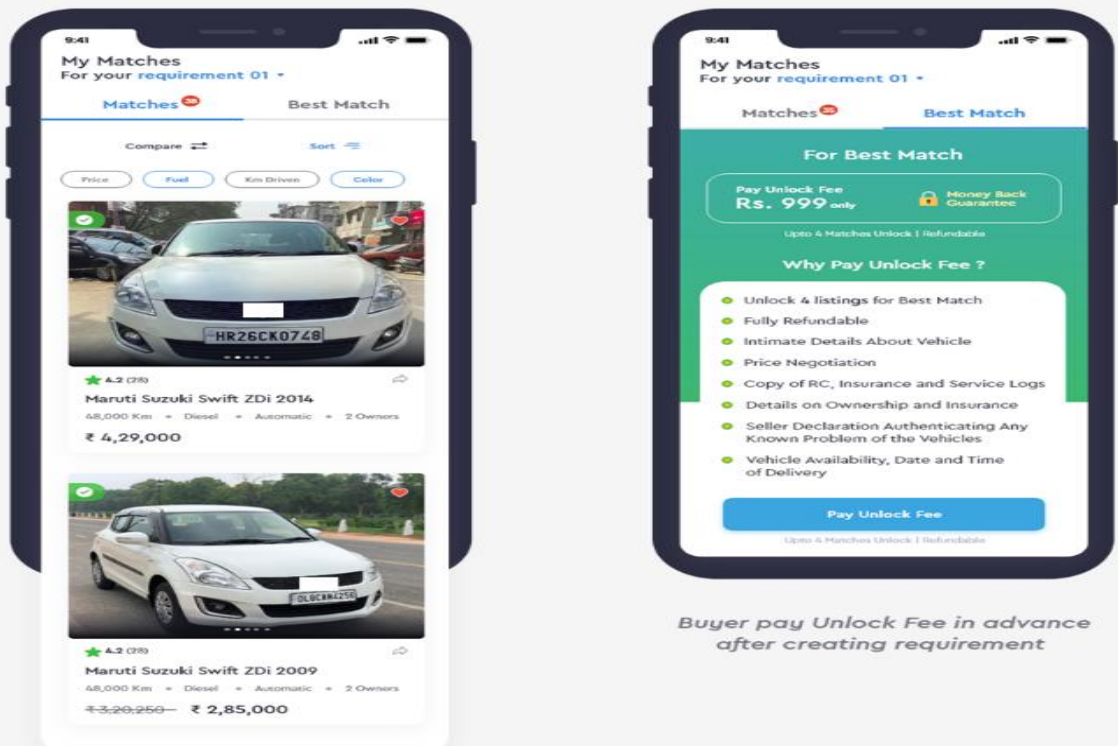 9:41
My Matches
For your requirement 01
Matches 38
Best Match
Compare
Sort
Price
Fuel
Km Driven
Color
HR26CK0748
4.2 (28)
Maruti Suzuki Swift ZDi 2014
48,000 Km • Diesel • Automatic • 2 Owners
₹ 4,29,000
4.2 (28)
Maruti Suzuki Swift ZDi 2009
48,000 Km • Diesel • Automatic • 2 Owners
₹ 3,20,250 ₹ 2,85,000
9:41
My Matches
For your requirement 01
Matches 35
Best Match
For Best Match
Pay Unlock Fee
Rs. 999 only
Money Back
Guarantee
Upto 4 Matches Unlock | Refundable
Why Pay Unlock Fee ?
Unlock 4 listings for Best Match
Fully Refundable
Intimate Details About Vehicle
Price Negotiation
Copy of RC, Insurance and Service Logs
Details on Ownership and Insurance
Seller Declaration Authenticating Any
Known Problem of the Vehicles
Vehicle Availability, Date and Time
of Delivery
Pay Unlock Fee
Upto 4 Matches Unlock | Refundable
Buyer pay Unlock Fee in advance
after creating requirement